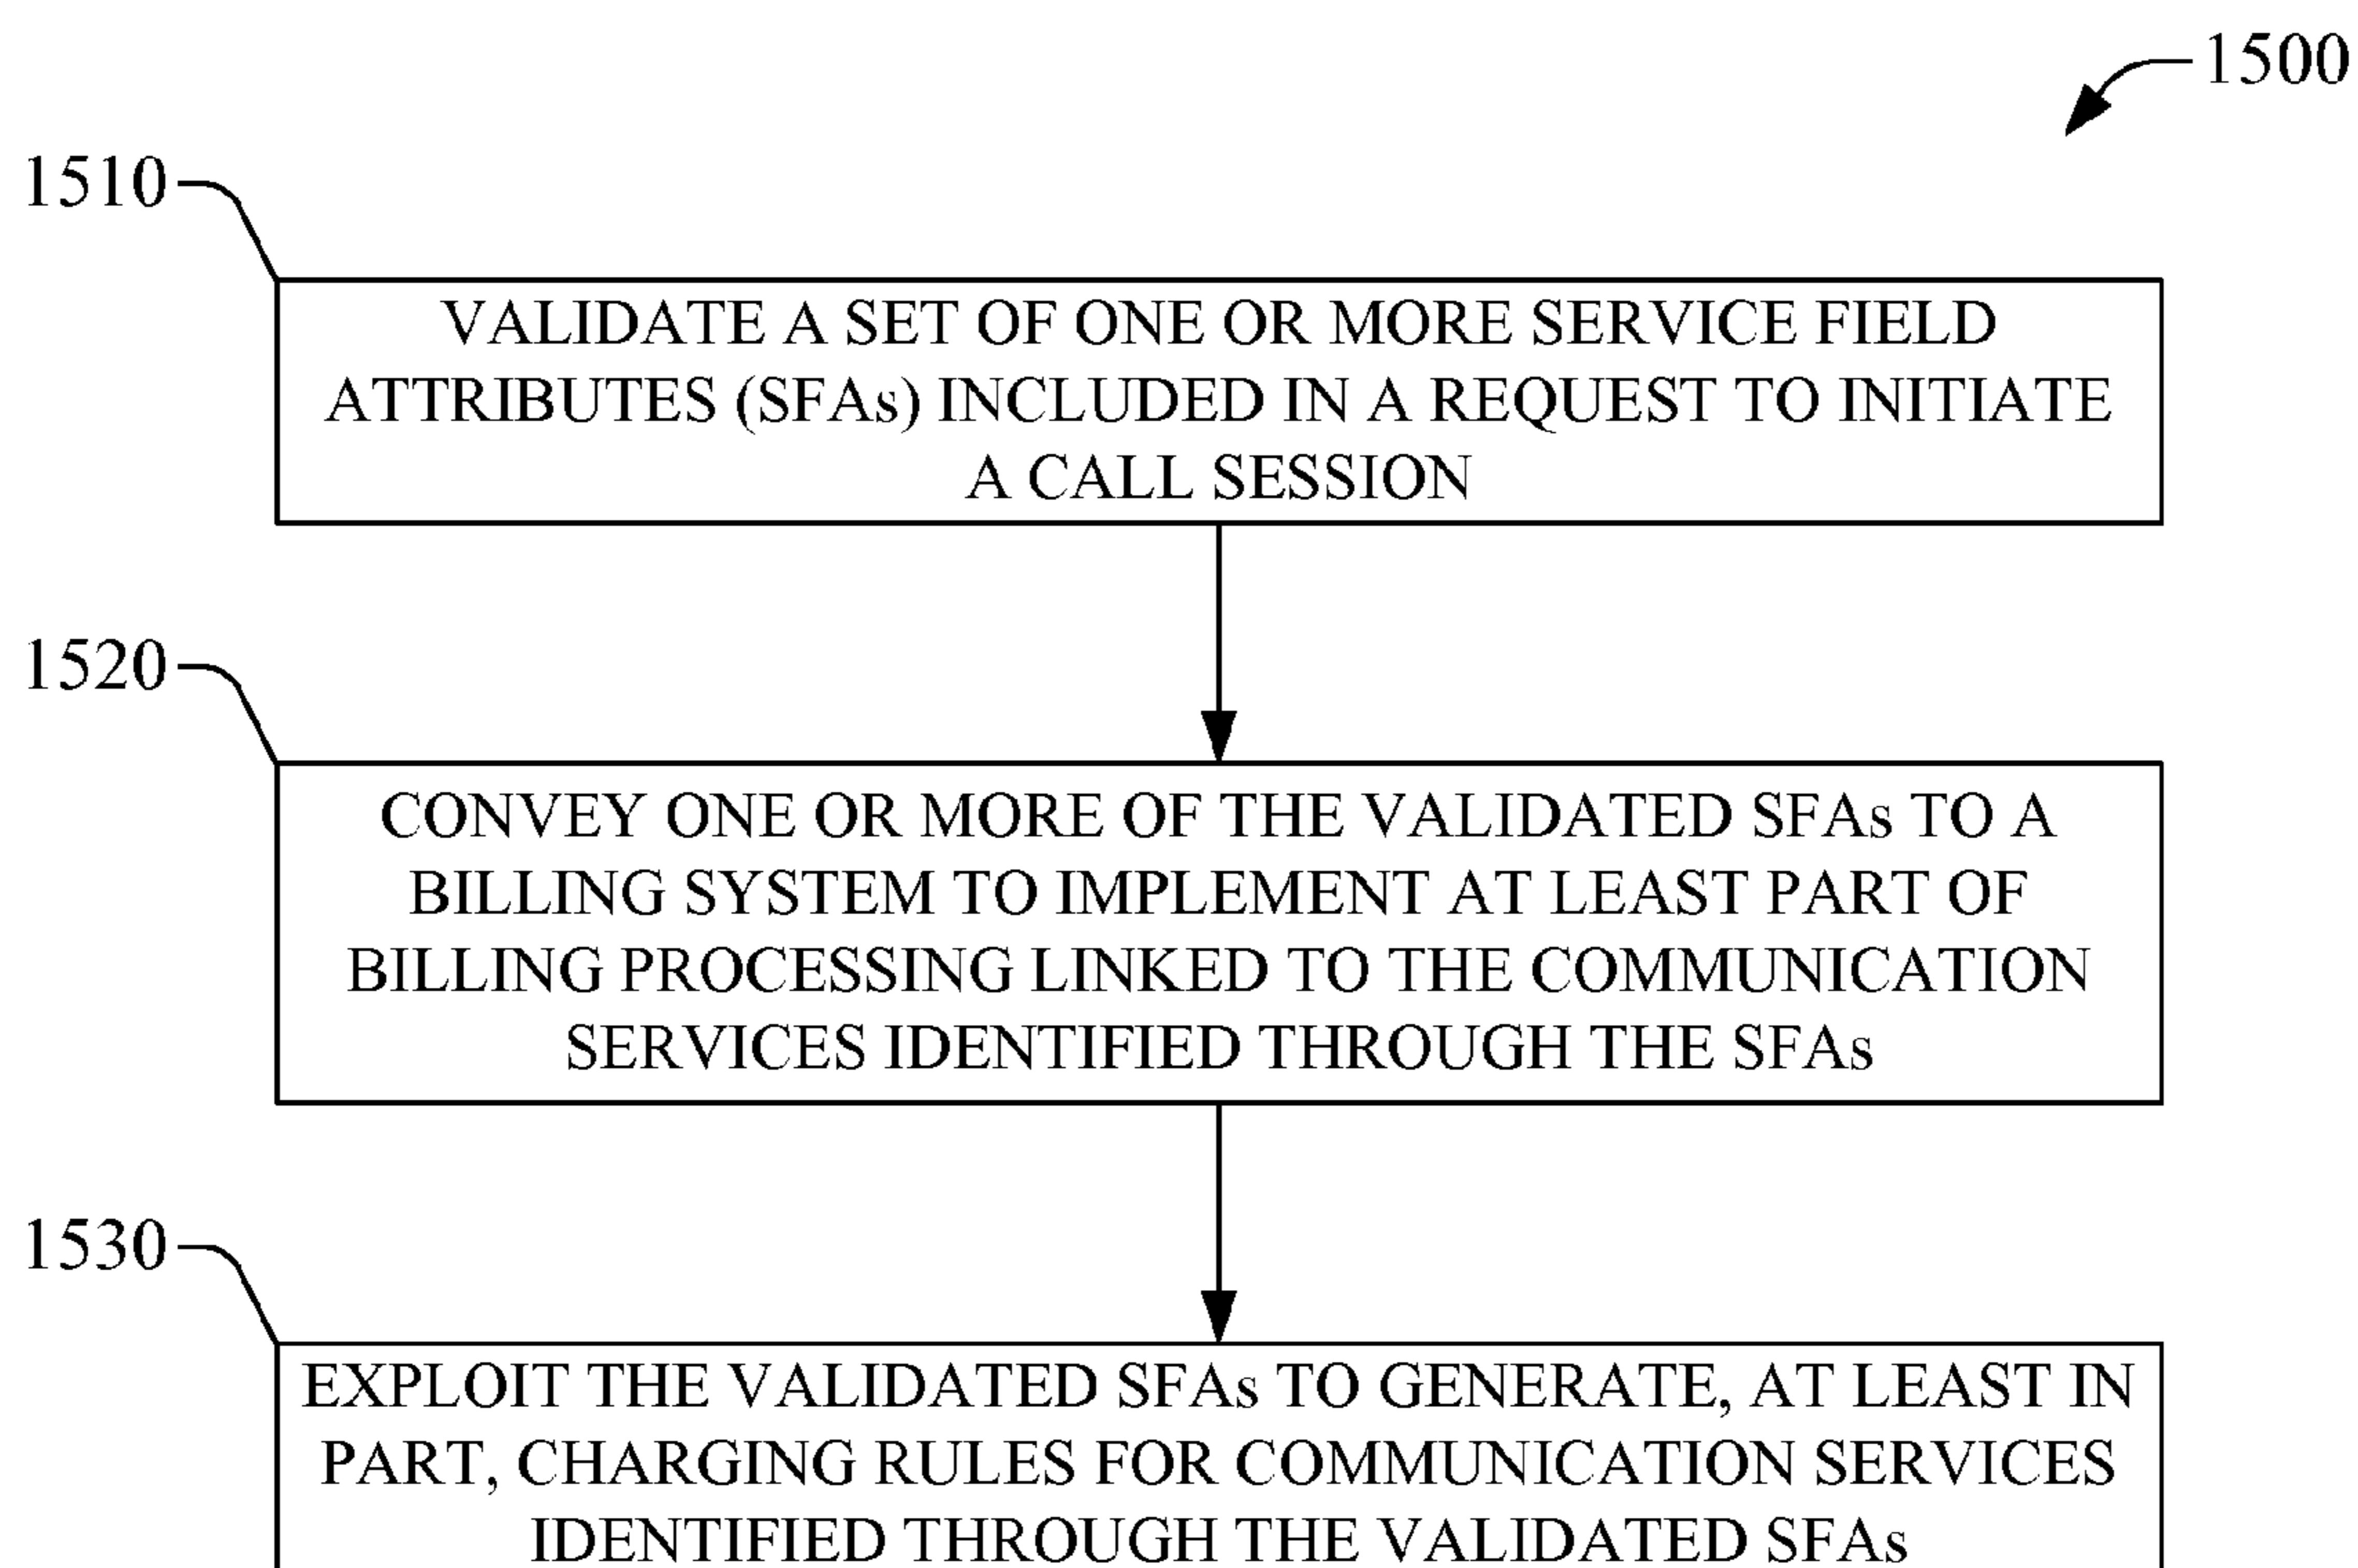 1500
1510
VALIDATE A SET OF ONE OR MORE SERVICE FIELD
ATTRIBUTES (SFAs) INCLUDED IN A REQUEST TO INITIATE
A CALL SESSION
1520
CONVEY ONE OR MORE OF THE VALIDATED SFAs TO A
BILLING SYSTEM TO IMPLEMENT AT LEAST PART OF
BILLING PROCESSING LINKED TO THE COMMUNICATION
SERVICES IDENTIFIED THROUGH THE SFAs
1530
EXPLOIT THE VALIDATED SFAs TO GENERATE, AT LEAST IN
PART, CHARGING RULES FOR COMMUNICATION SERVICES
IDENTIFIED THROUGH THE VALIDATED SFAs